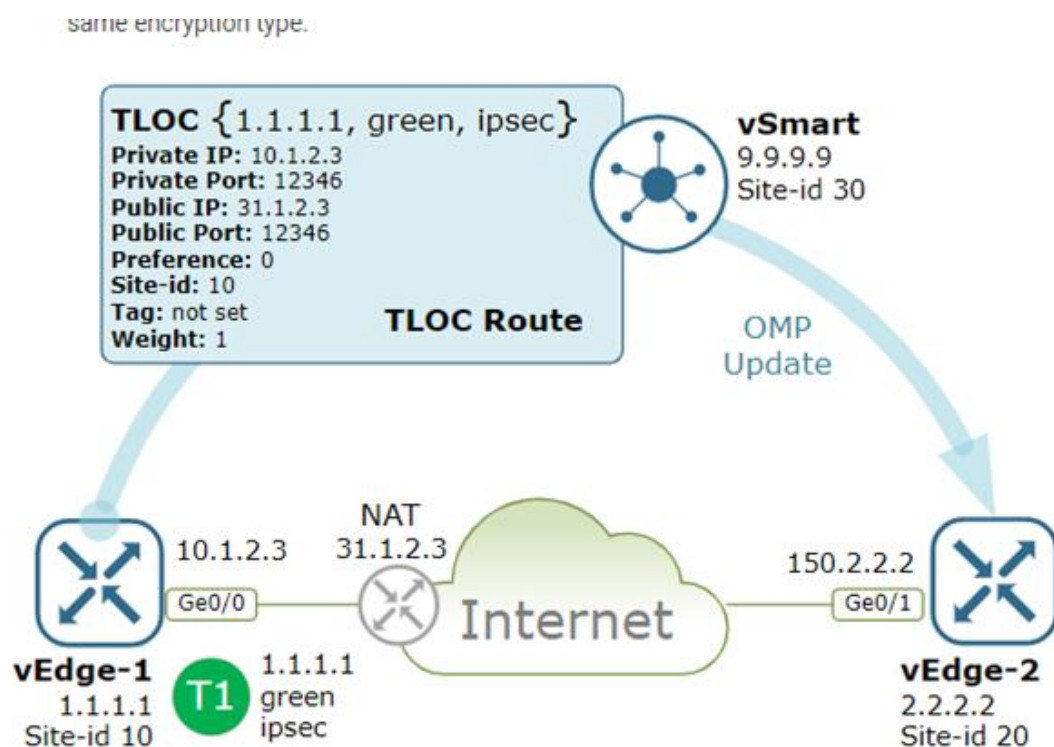 same encryption type.
TLOC {1.1.1.1, green, ipsec}
Private IP: 10.1.2.3
Private Port: 12346
Public IP: 31.1.2.3
Public Port: 12346
Preference: 0
Site-id: 10
Tag: not set
Weight: 1
TLOC Route
vSmart
9.9.9.9
Site-id 30
OMP
Update
10.1.2.3
Ge0/0
NAT
31.1.2.3
Internet
150.2.2.2
Ge0/1
vEdge-1
1.1.1.1
Site-id 10
T1
1.1.1.1
green
ipsec
vEdge-2
2.2.2.2
Site-id 20